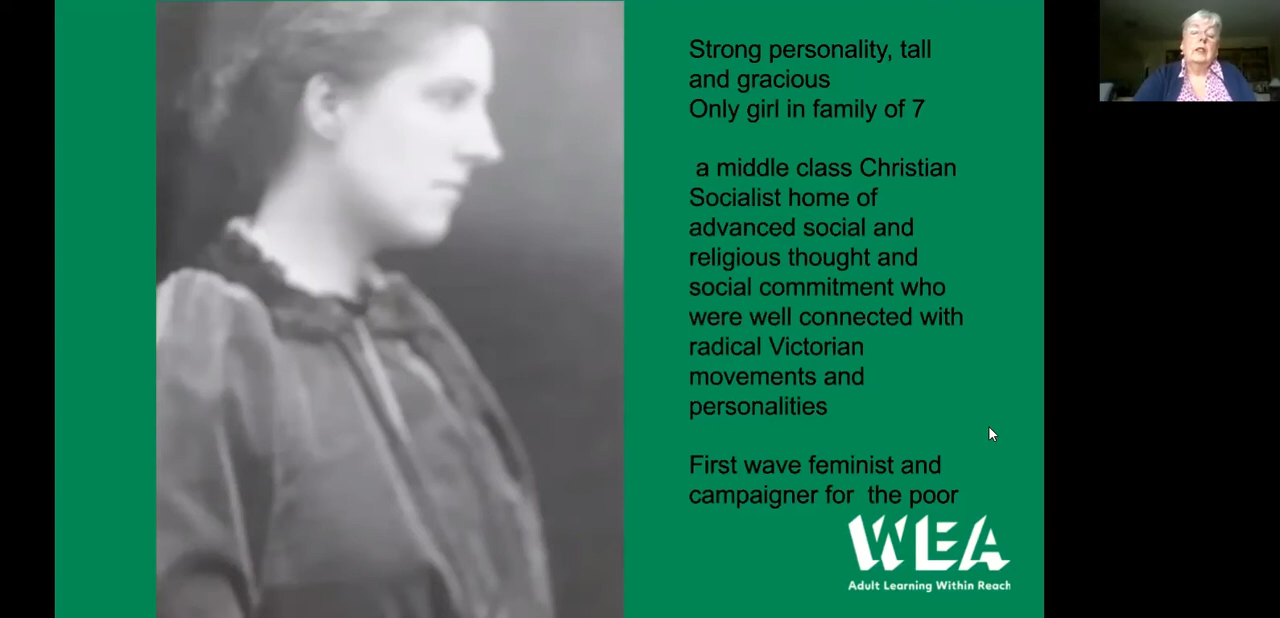 Strong personality, tall
and gracious
Only girl in family of 7
a middle class Christian
Socialist home of
advanced social and
religious thought and
social commitment who
were well connected with
radical Victorian
movements and
personalities
First wave feminist and
campaigner for  the poor
WEA
Adult Learning Within Reach